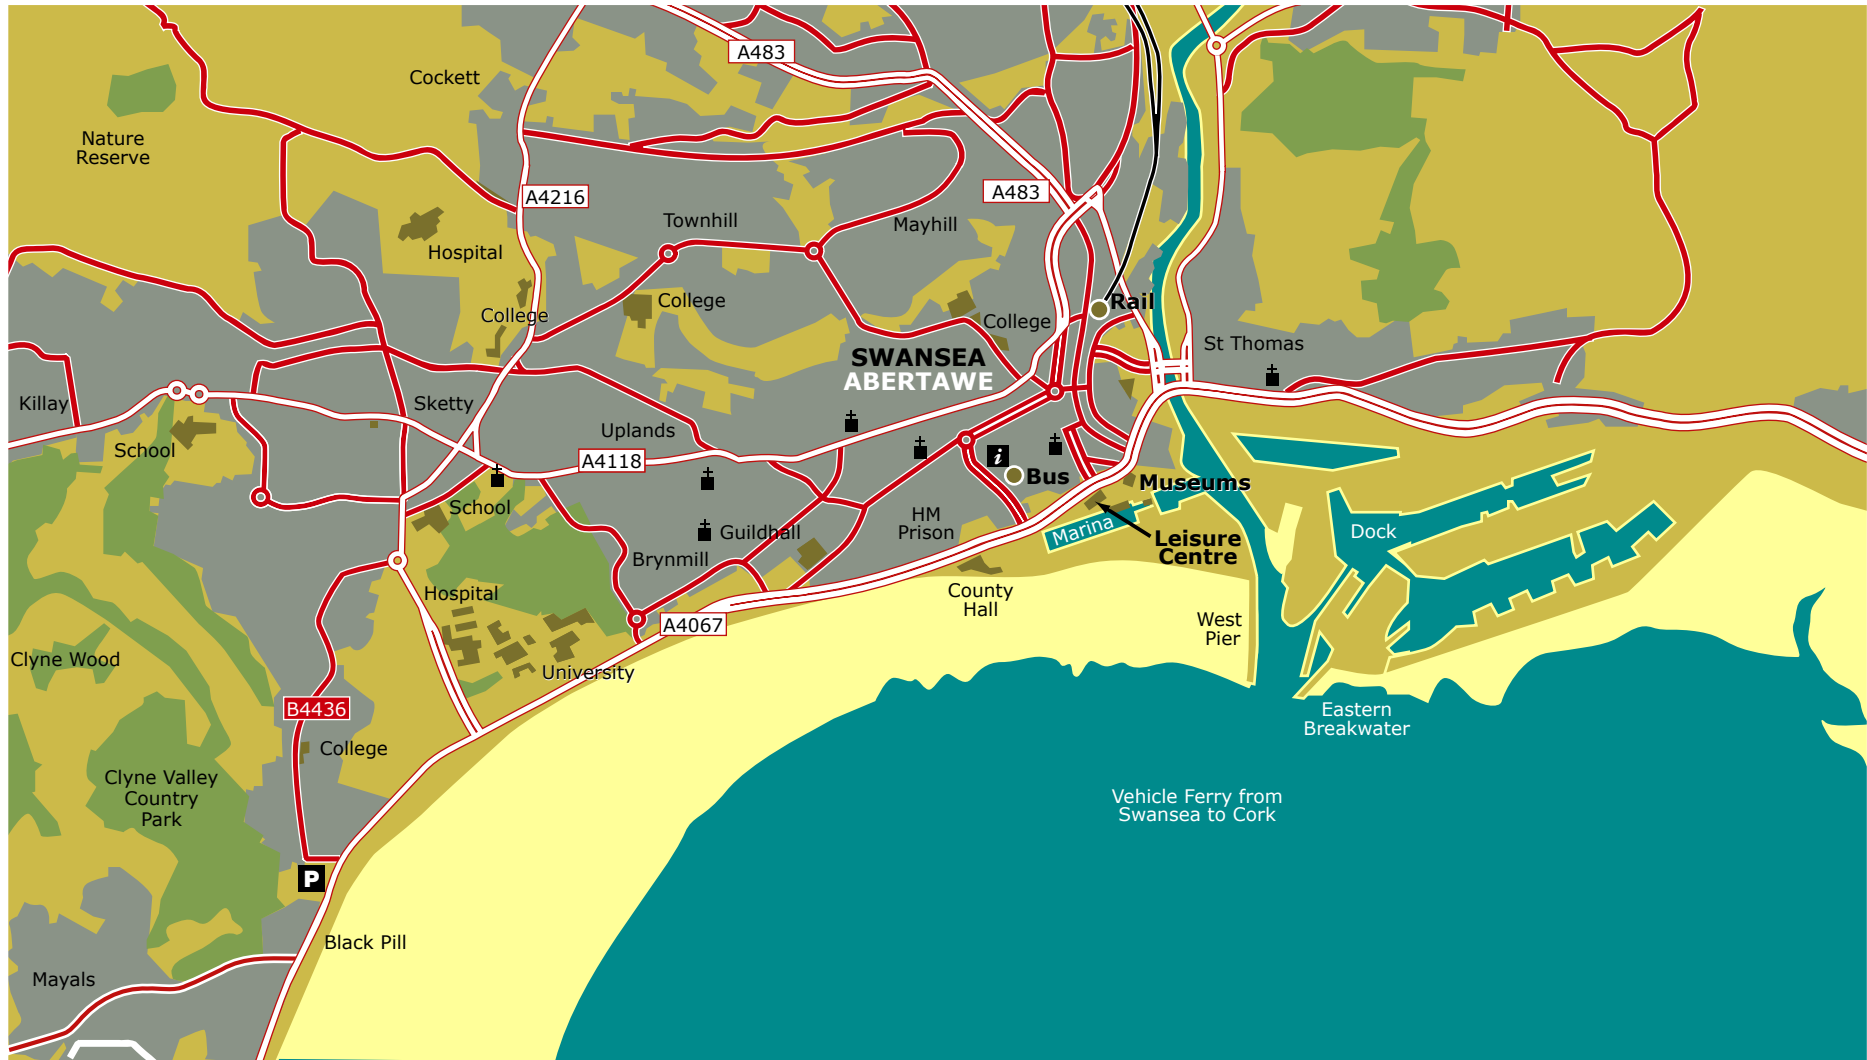 A483
Cockett
Nature
Reserve
A4216
A483
Townhill
Mayhill
Hospital
College
College
College
Rail
St Thomas
SWANSEA
ABERTAWE
Killay
Sketty
Uplands
School
A4118
i
Bus
Museums
School
Guildhall
HM
Prison
Marina
Dock
Leisure
Centre
Brynmill
Hospital
County
Hall
A4067
West
Pier
Clyne Wood
University
B4436
Eastern
Breakwater
College
Clyne Valley
Country
Park
Vehicle Ferry from
Swansea to Cork
P
Black Pill
Mayals